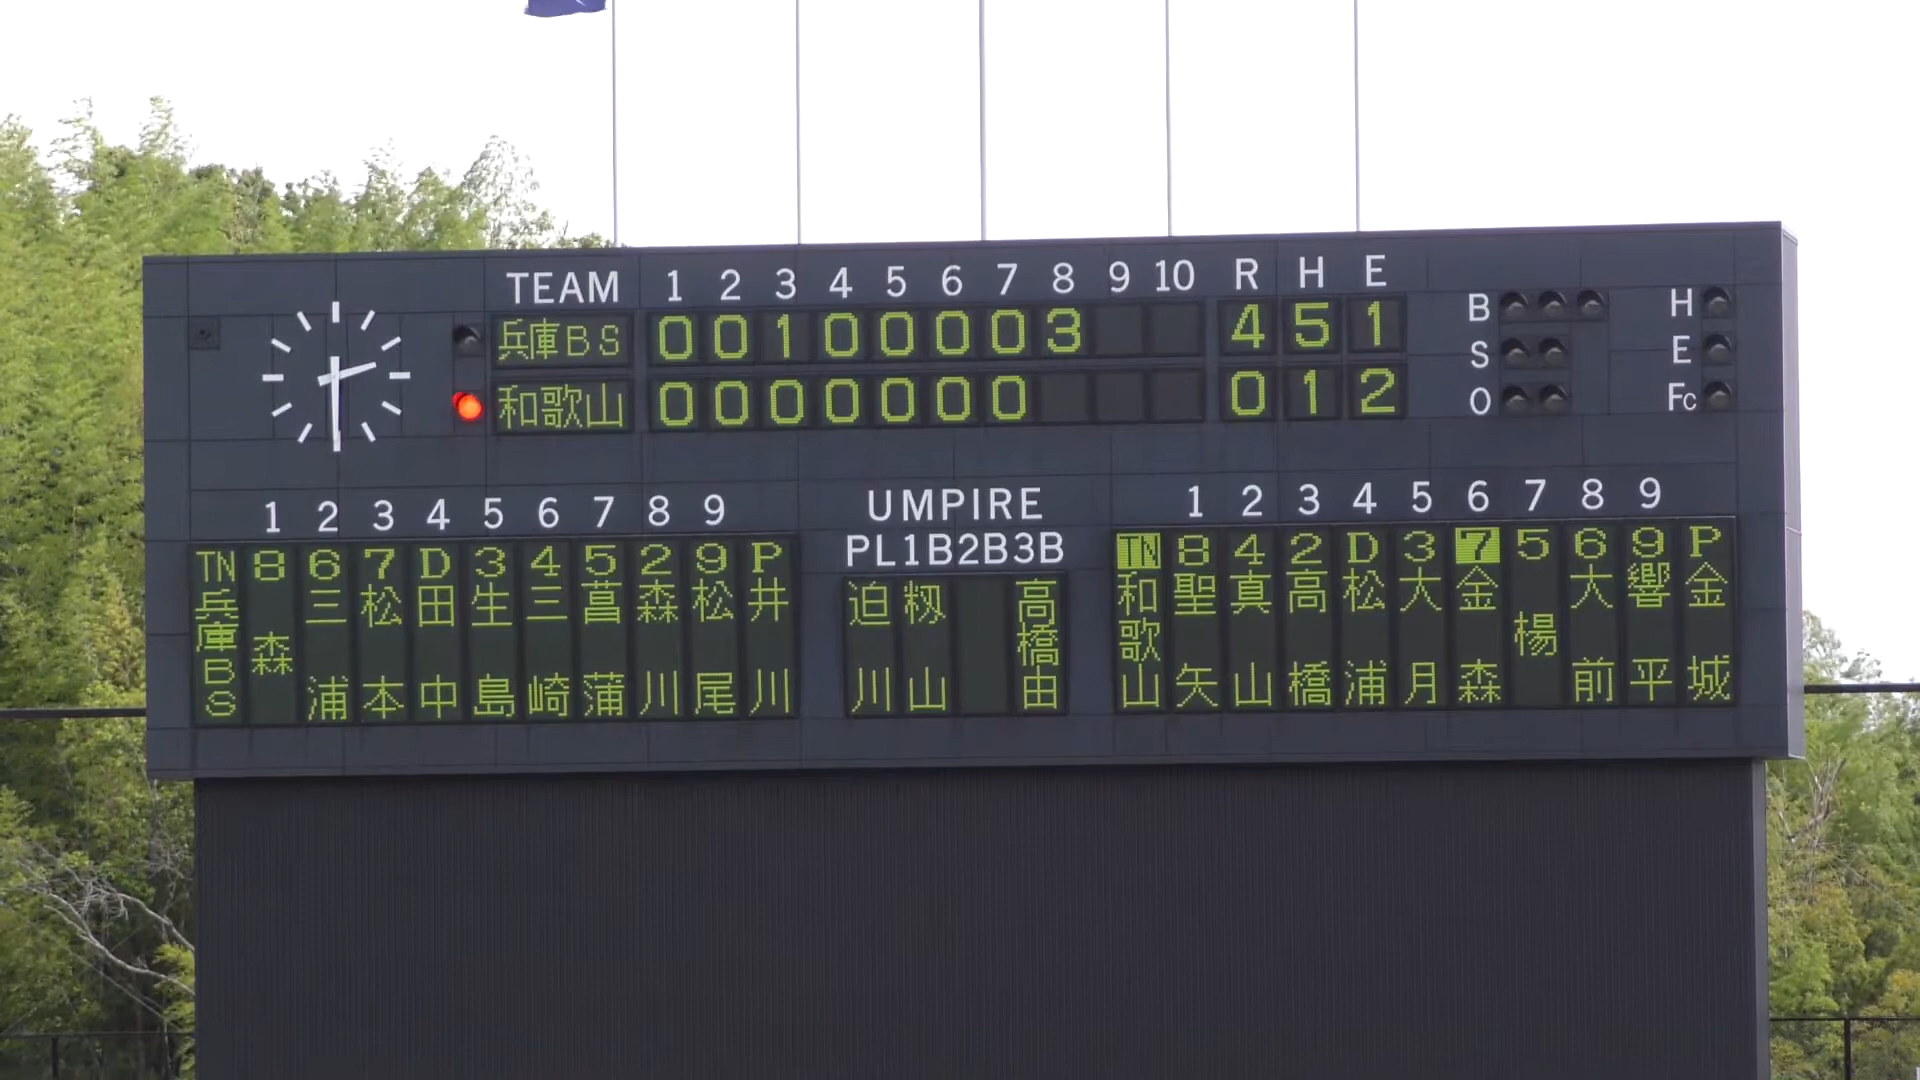 TEAM 1 2 3 4 5 6 7 8 9 10 R H E
兵庫BS 0 0 1 0 0 0 0 3 4 5 1
和歌山 0 0 0 0 0 0 0 0 1 2
B H
S E
O Fc
1 2 3 4 5 6 7 8 9
TN 8 6 7 D 3 4 5 2 9 P
兵庫BS 森 三浦 松本 田中 生島 三崎 菖蒲 森川 松尾 井川
UMPIRE
PL 1B 2B 3B
迫川 籾山 高橋由
1 2 3 4 5 6 7 8 9
TN 8 4 2 D 3 7 5 6 9 P
和歌山 聖矢 真山 高橋 松浦 大月 金森 楊 大前 響平 金城